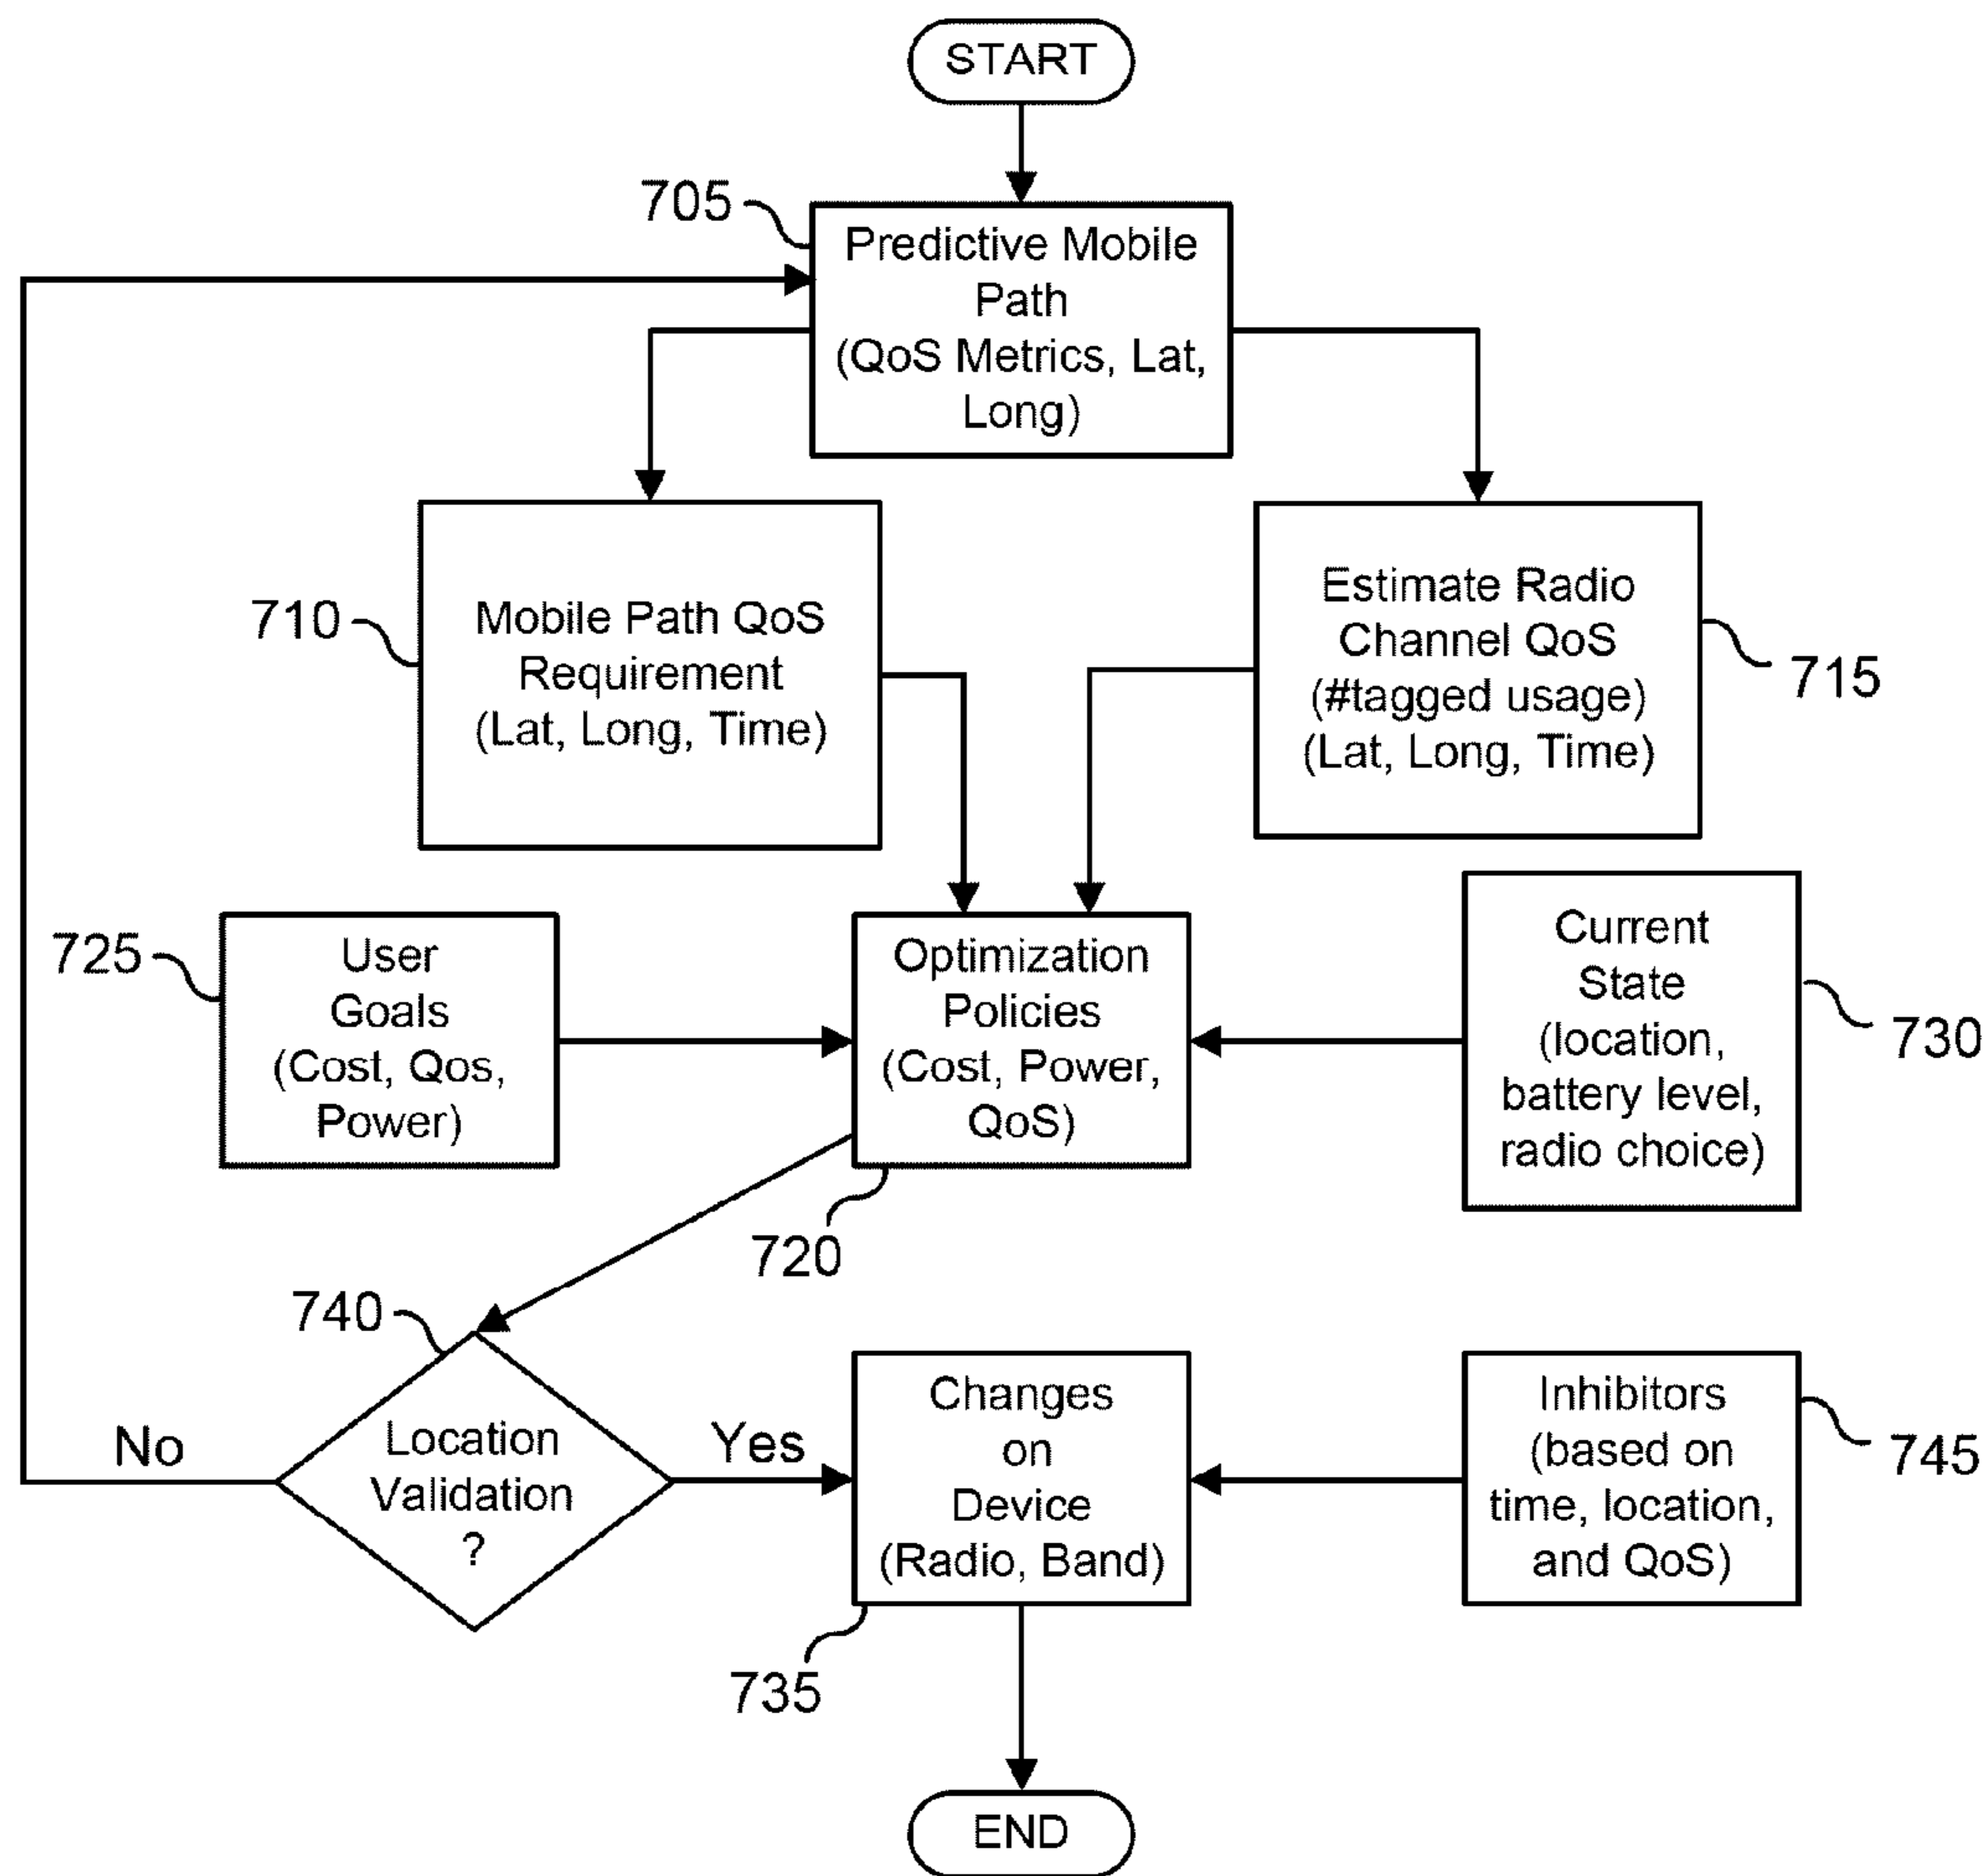 START
705
Predictive Mobile
Path
(QoS Metrics, Lat,
Long)
710
Mobile Path QoS
Requirement
(Lat, Long, Time)
Estimate Radio
Channel QoS
(#tagged usage)
(Lat, Long, Time)
715
725
User
Goals
(Cost, Qos,
Power)
Optimization
Policies
(Cost, Power,
QoS)
720
Current
State
(location,
battery level,
radio choice)
730
740
Location
Validation
?
No
Yes
Changes
on
Device
(Radio, Band)
735
Inhibitors
(based on
time, location,
and QoS)
745
END